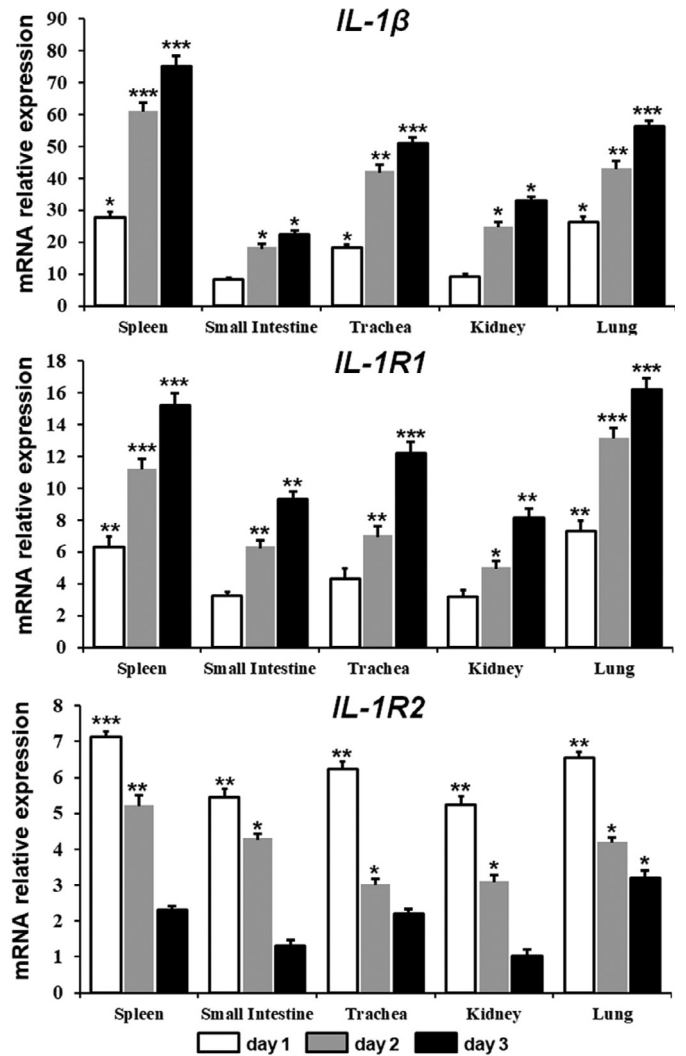 IL-1β
mRNA relative expression
90
80
70
60
50
40
30
20
10
0
* *** ***
* *
* ** ***
* *
* ** ***
Spleen Small Intestine Trachea Kidney Lung
IL-1R1
mRNA relative expression
18
16
14
12
10
8
6
4
2
0
** *** ***
** **
** ***
* **
** *** ***
Spleen Small Intestine Trachea Kidney Lung
IL-1R2
mRNA relative expression
8
7
6
5
4
3
2
1
0
*** **
** *
** *
** *
** * *
Spleen Small Intestine Trachea Kidney Lung
day 1 day 2 day 3